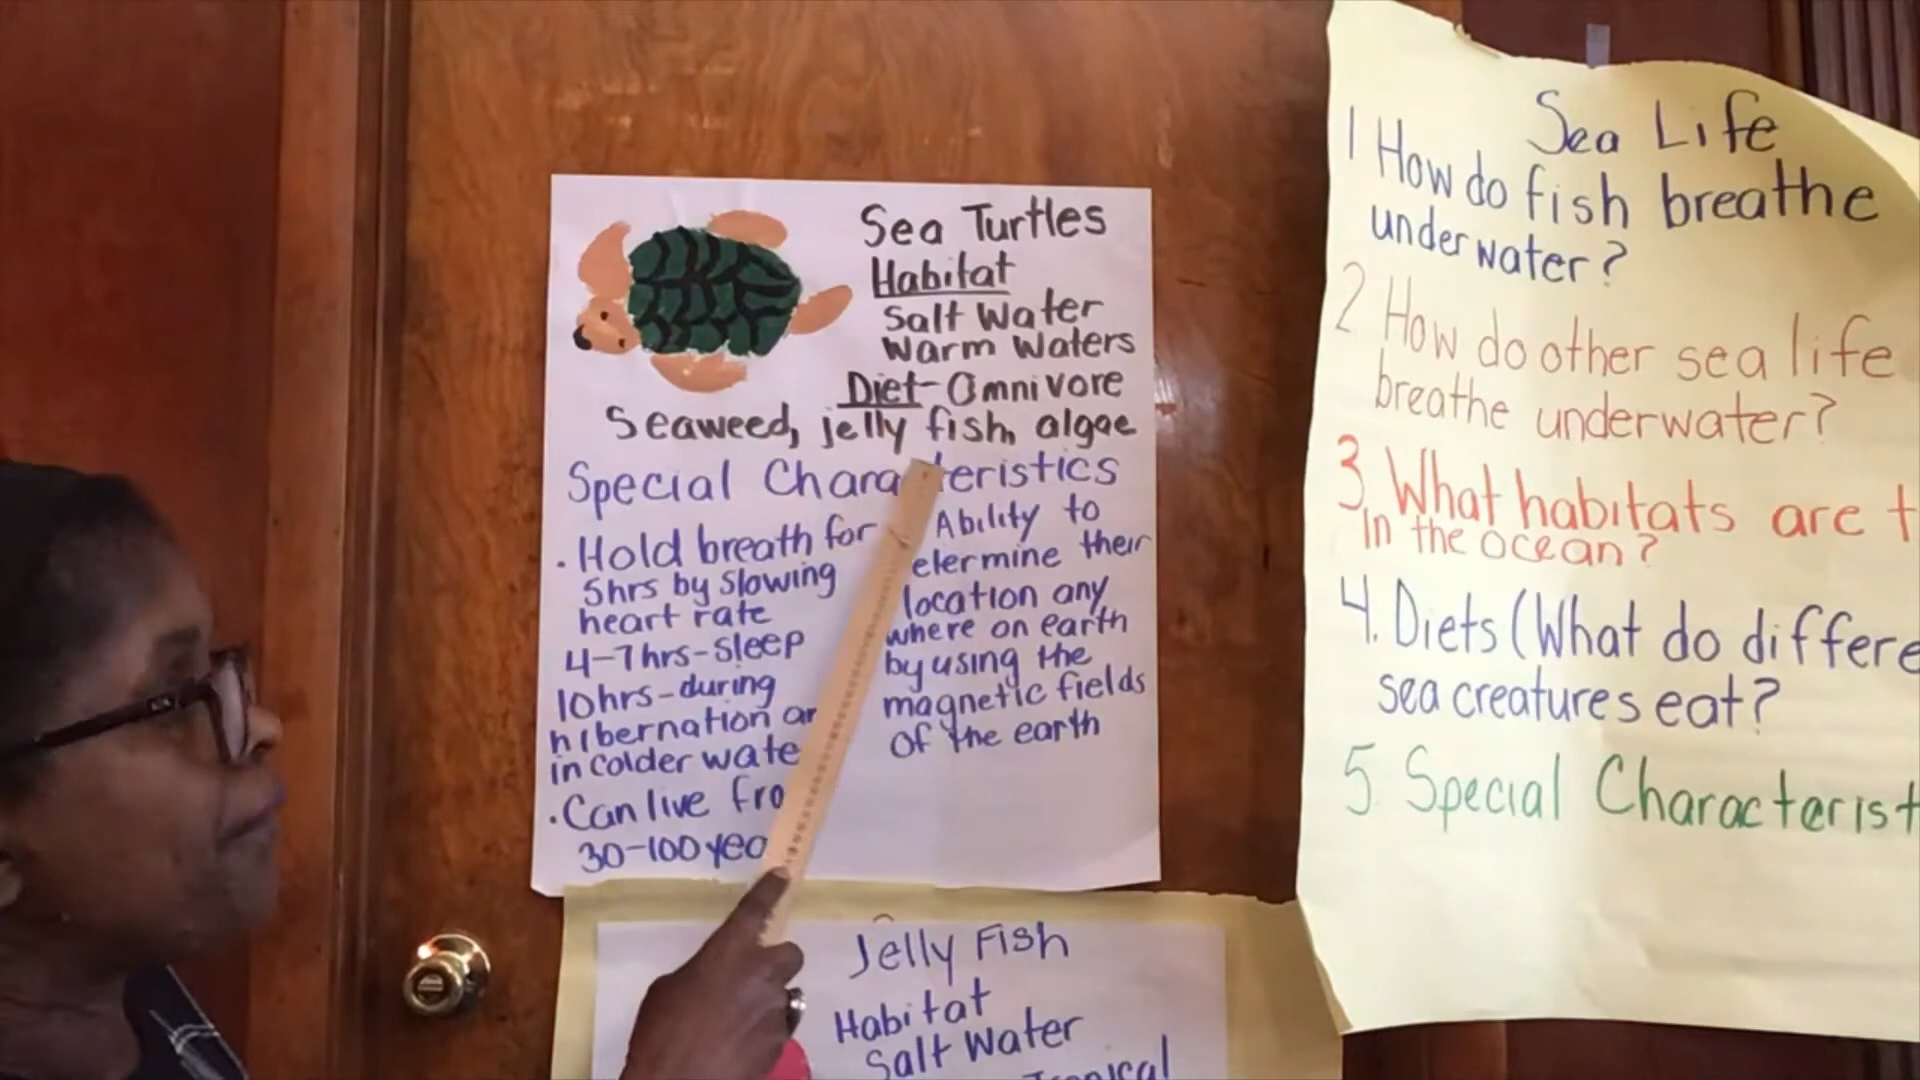 Sea Turtles
Habitat
Salt Water
Warm Waters
Diet-Omnivore
Seaweed, jelly fish, algae
Special Characteristics
. Hold breath for
5hrs by slowing
heart rate
4-7hrs-sleep
10hrs-during
hibernation
in colder
. Can live
30-100
Ability to
their
location any
where on earth
by using the
magnetic fields
of the earth
Jelly Fish
Habitat
Salt Water
Sea Life
1 How do fish breathe
underwater?
2 How do other sea life
breathe underwater?
3. What habitats are
in the ocean?
4. Diets (What do
sea creatures eat?
5. Special